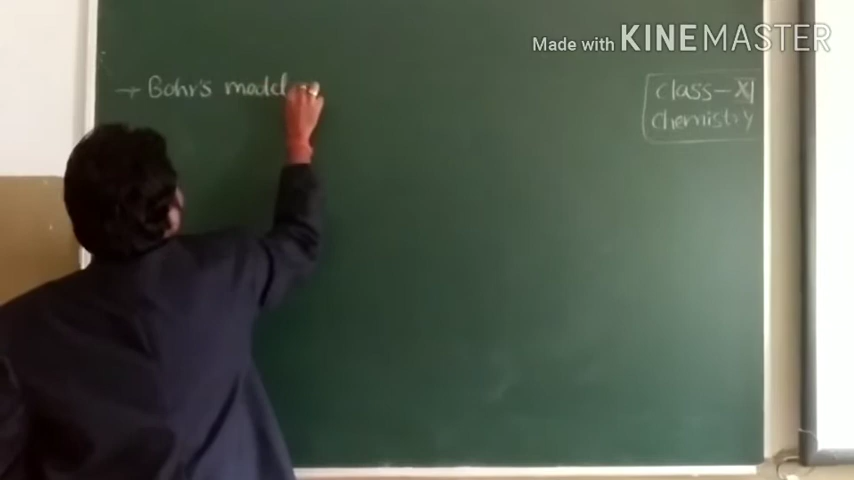 Made with KINEMASTER
→ Bohr's model
class-XI
chemistry